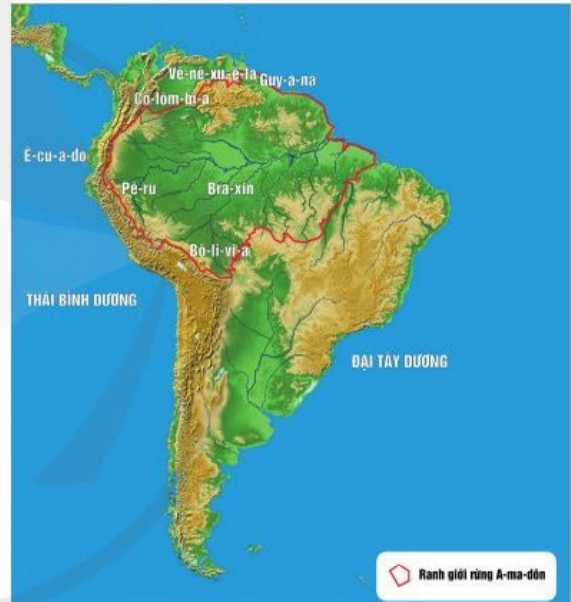 Vê-nê-xu-ê-la
Guy-a-na
Cô-lôm-bi-a
Ê-cu-a-do
Pê-ru
Bra-xin
Bô-li-vi-a
THÁI BÌNH DƯƠNG
ĐẠI TÂY DƯƠNG
Ranh giới rừng A-ma-dôn